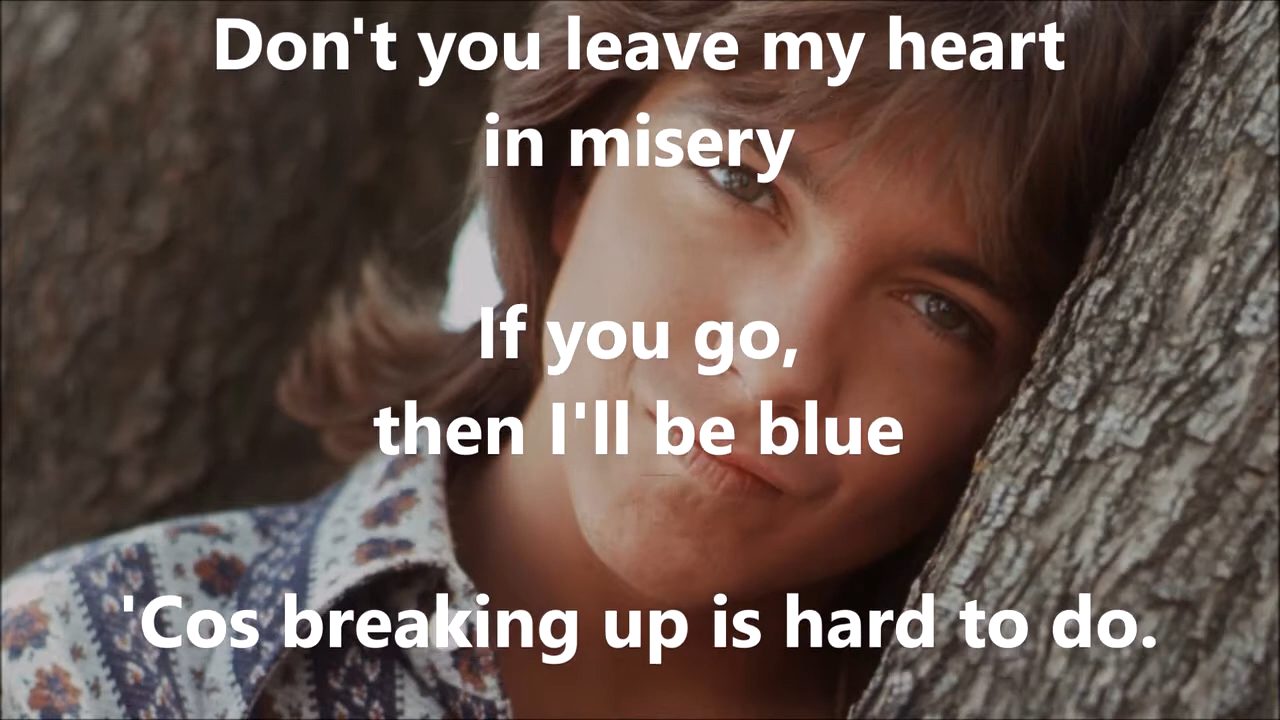 Don't you leave my heart
in misery
If you go,
then I'll be blue
'Cos breaking up is hard to do.